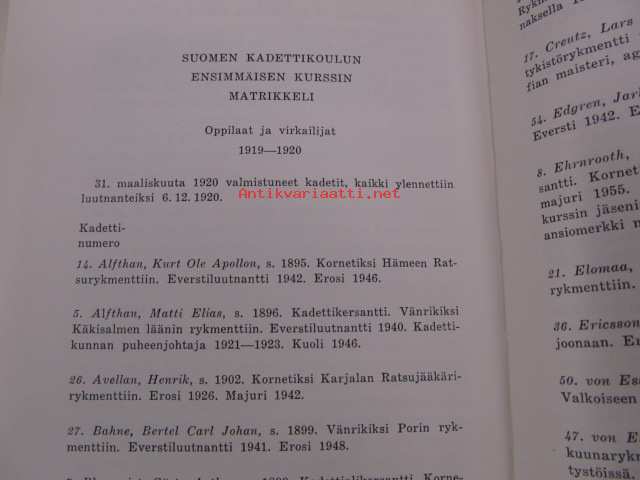 SUOMEN KADETTIKOULUN
ENSIMMÄISEN KURSSIN
MATRIKKELI
Oppilaat ja virkailijat
1919—1920
31. maaliskuuta 1920 valmistuneet kadetit, kaikki ylennettiin
luutnanteiksi 6.12.1920.
Antikvariaatti.net
Kadetti-
numero
14. Alfthan, Kurt Ole Apollon, s. 1895. Kornetiksi Hämeen Rat-
surykmenttiin. Everstiluutnantti 1942. Erosi 1946.
5. Alfthan, Matti Elias, s. 1896. Kadettikersantti. Vänrikiksi
Käkisalmen läänin rykmenttiin. Everstiluutnantti 1940. Kadetti-
kunnan puheenjohtaja 1921—1923. Kuoli 1946.
26. Avellan, Henrik, s. 1902. Kornetiksi Karjalan Ratsujääkäri-
rykmenttiin. Erosi 1926. Majuri 1942.
27. Bahne, Bertel Carl Johan, s. 1899. Vänrikiksi Porin ryk-
menttiin. Everstiluutnantti 1941. Erosi 1948.
naksella
17. Creutz, Lars
tykistörykmentti
fian maisteri, ag
54. Edgren, Jar
Eversti 1942. E
8. Ehrnrooth,
santti. Kornet
majuri 1955.
kurssin jäseni
ansiomerkki n
21. Elomaa,
rykmenttiin.
36. Ericsson
joonaan. Er
50. von Es
Valkoiseen
47. von E
kuunarykr
tystöissä.